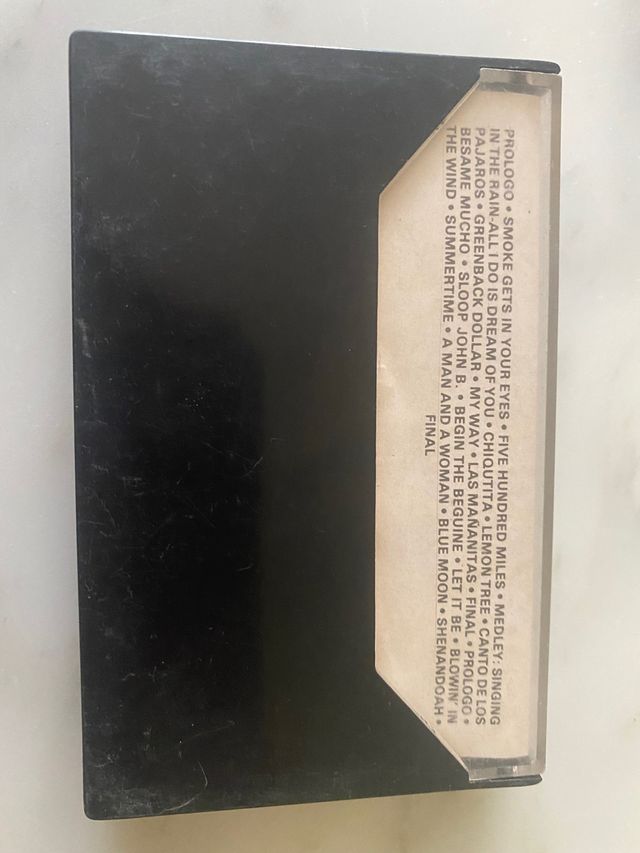 PROLOGO • SMOKE GETS IN YOUR EYES • FIVE HUNDRED MILES • MEDLEY: SINGING
IN THE RAIN-ALL I DO IS DREAM OF YOU • CHIQUTITA • LEMON TREE • CANTO DE LOS
PAJAROS • GREENBACK DOLLAR • MY WAY • LAS MAÑANITAS • FINAL • PROLOGO •
BESAME MUCHO • SLOOP JOHN B. • BEGIN THE BEGUINE • LET IT BE • BLOWIN' IN
THE WIND • SUMMERTIME • A MAN AND A WOMAN • BLUE MOON • SHENANDOAH •
FINAL